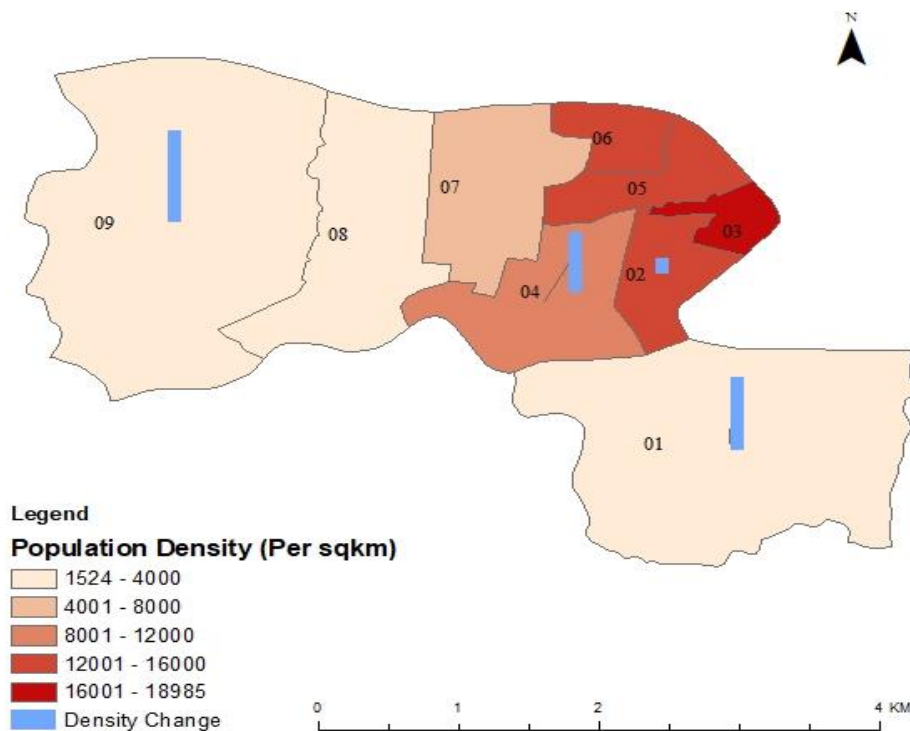 N
06
05
07
03
09
08
02
04
01
Legend
Population Density (Per sqkm)
1524 - 4000
4001 - 8000
8001 - 12000
12001 - 16000
16001 - 18985
Density Change
0 1 2 4 KM